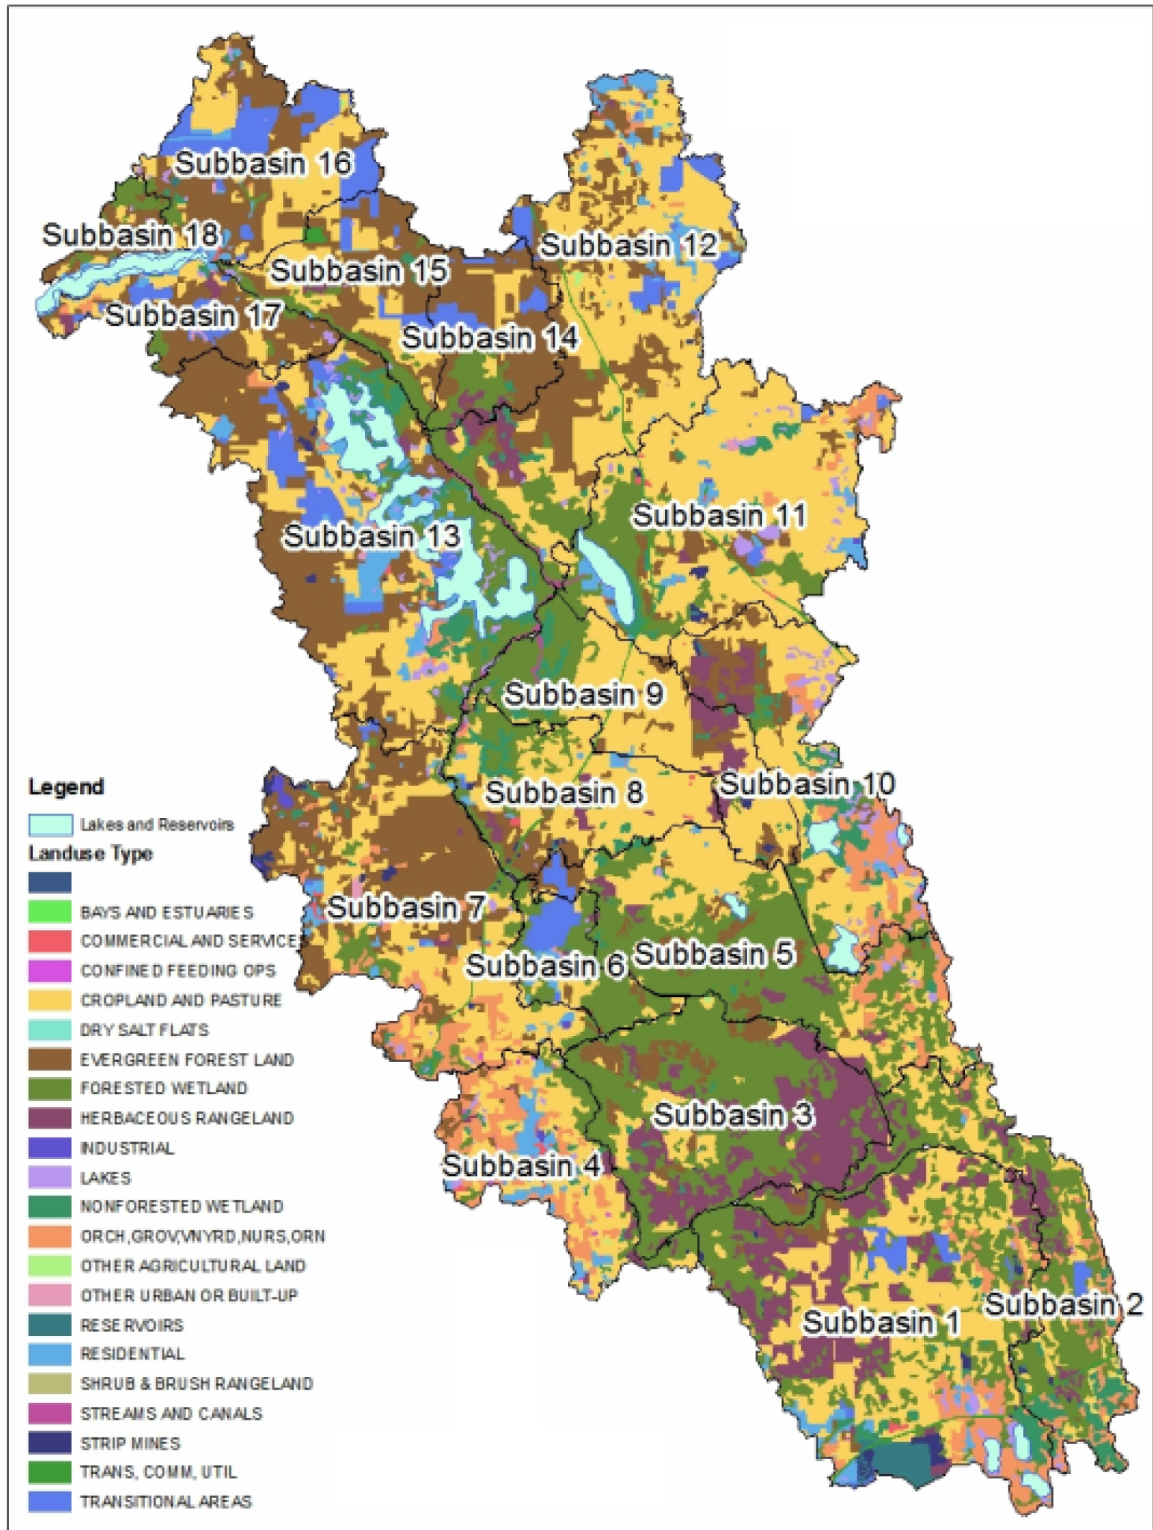 Subbasin 16
Subbasin 18
Subbasin 12
Subbasin 15
Subbasin 17
Subbasin 14
Subbasin 11
Subbasin 13
Subbasin 9
Subbasin 10
Subbasin 8
Subbasin 7
Subbasin 5
Subbasin 6
Subbasin 3
Subbasin 4
Subbasin 2
Subbasin 1
Legend
Lakes and Reservoirs
Landuse Type
BAYS AND ESTUARIES
COMMERCIAL AND SERVICES
CONFINED FEEDING OPS
CROPLAND AND PASTURE
DRY SALT FLATS
EVERGREEN FOREST LAND
FORESTED WETLAND
HERBACEOUS RANGELAND
INDUSTRIAL
LAKES
NONFORESTED WETLAND
ORCH,GROV,VNYRD,NURS,ORN
OTHER AGRICULTURAL LAND
OTHER URBAN OR BUILT-UP
RESERVOIRS
RESIDENTIAL
SHRUB & BRUSH RANGELAND
STREAMS AND CANALS
STRIP MINES
TRANS, COMM, UTIL
TRANSITIONAL AREAS